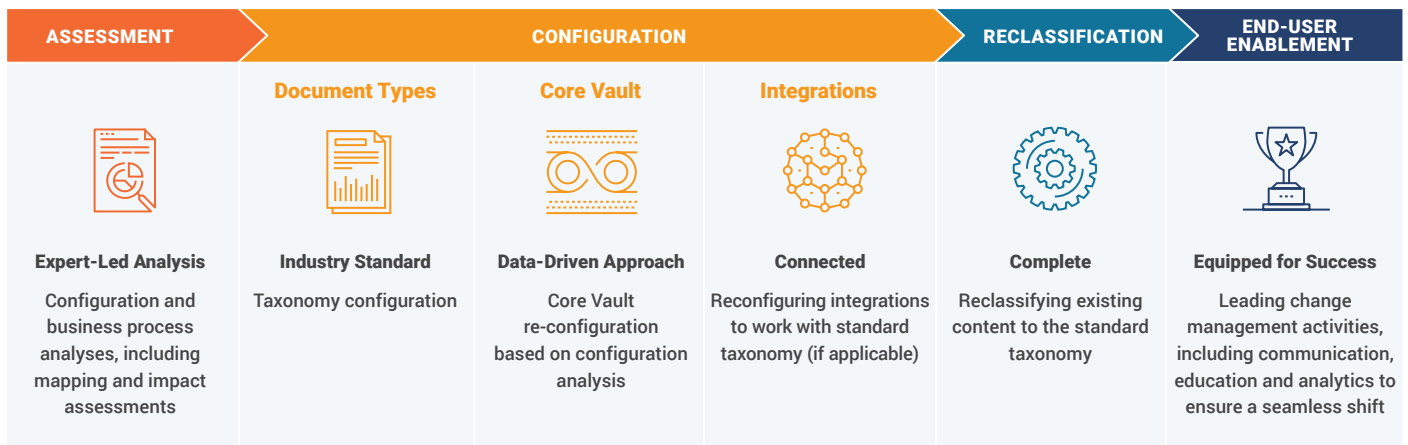 ASSESSMENT
CONFIGURATION
RECLASSIFICATION
END-USER
ENABLEMENT
Document Types
Core Vault
Integrations
Expert-Led Analysis
Configuration and
business process
analyses, including
mapping and impact
assessments
Industry Standard
Taxonomy configuration
Data-Driven Approach
Core Vault
re-configuration
based on configuration
analysis
Connected
Reconfiguring integrations
to work with standard
taxonomy (if applicable)
Complete
Reclassifying existing
content to the standard
taxonomy
Equipped for Success
Leading change
management activities,
including communication,
education and analytics to
ensure a seamless shift